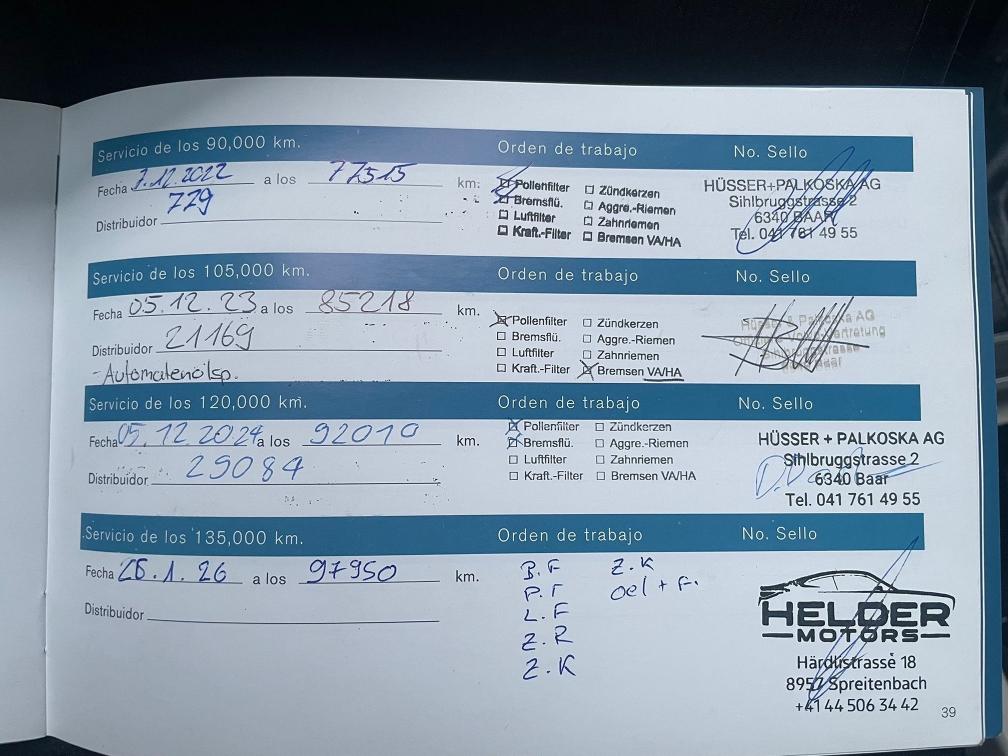 Servicio de los 90,000 km. Orden de trabajo No. Sello
Fecha 7.12.2022 a los 77515 km:
Distribuidor 779
☒ Pollenfilter ☐ Zündkerzen
☒ Bremsflü. ☐ Aggre.-Riemen
☐ Luftfilter ☐ Zahnriemen
☐ Kraft.-Filter ☐ Bremsen VA/HA
HÜSSER+PALKOSKA AG
Sihlbruggstrasse 2
6340 BAAR
Tel. 041 761 49 55
Servicio de los 105,000 km. Orden de trabajo No. Sello
Fecha 05.12.23 a los 85218 km.
Distribuidor 21169
-Automatenölsp.
☒ Pollenfilter ☐ Zündkerzen
☐ Bremsflü. ☐ Aggre.-Riemen
☐ Luftfilter ☐ Zahnriemen
☐ Kraft.-Filter ☒ Bremsen VA/HA
Hüsser & Palkoska AG
Sihlbruggstrasse
Baar
Servicio de los 120,000 km. Orden de trabajo No. Sello
Fecha 05.12.2024 a los 92010 km.
Distribuidor 29084
☒ Pollenfilter ☐ Zündkerzen
☒ Bremsflü. ☐ Aggre.-Riemen
☐ Luftfilter ☐ Zahnriemen
☐ Kraft.-Filter ☐ Bremsen VA/HA
HÜSSER + PALKOSKA AG
Sihlbruggstrasse 2
6340 Baar
Tel. 041 761 49 55
Servicio de los 135,000 km. Orden de trabajo No. Sello
Fecha 26.1.26 a los 97950 km.
Distribuidor
B.F Z.K
P.F oel + F.
L.F
Z.R
Z.K
HELDER
MOTORS
Härdlistrasse 18
8957 Spreitenbach
+41 44 506 34 42
39